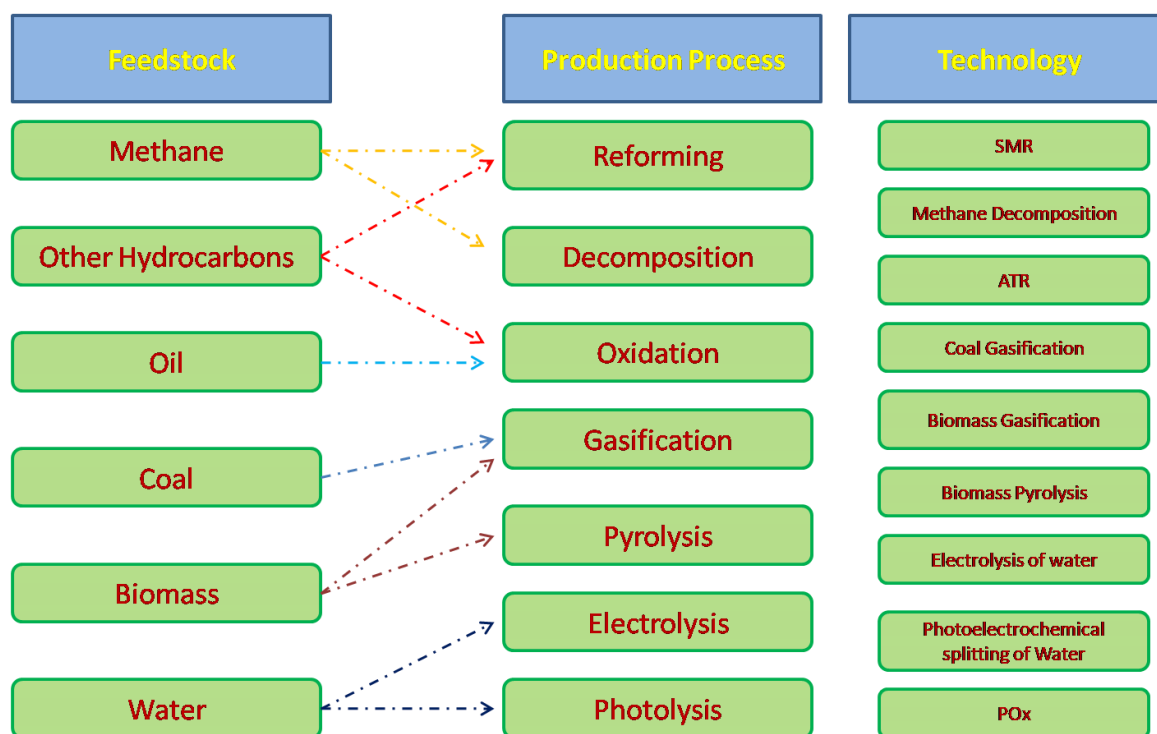 Feedstock
Production Process
Technology
Methane
Other Hydrocarbons
Oil
Coal
Biomass
Water
Reforming
Decomposition
Oxidation
Gasification
Pyrolysis
Electrolysis
Photolysis
SMR
Methane Decomposition
ATR
Coal Gasification
Biomass Gasification
Biomass Pyrolysis
Electrolysis of water
Photoelectrochemical
splitting of Water
POx